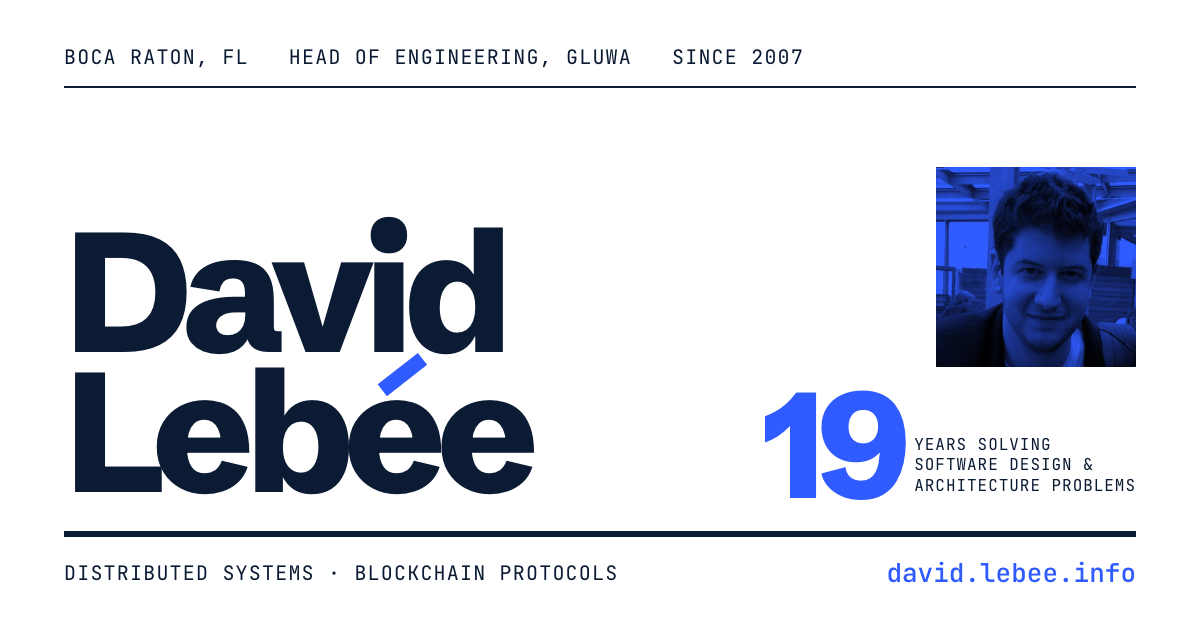 BOCA RATON, FL HEAD OF ENGINEERING, GLUWA SINCE 2007
David
Lebée
19
YEARS SOLVING
SOFTWARE DESIGN &
ARCHITECTURE PROBLEMS
DISTRIBUTED SYSTEMS · BLOCKCHAIN PROTOCOLS
david.lebee.info